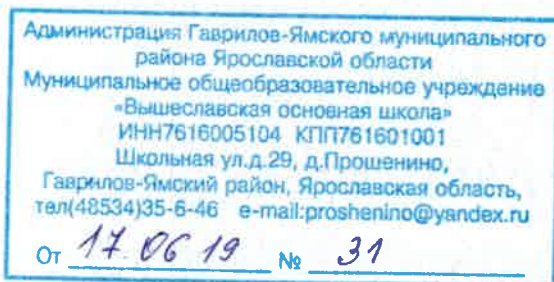 Администрация Гаврилов-Ямского муниципального
района Ярославской области
Муниципальное общеобразовательное учреждение
«Вышеславская основная школа»
ИНН7616005104 КПП761601001
Школьная ул.д.29, д.Прошенино,
Гаврилов-Ямский район, Ярославская область,
тел(48534)35-6-46 e-mail:proshenino@yandex.ru
От 17.06 19 № 31